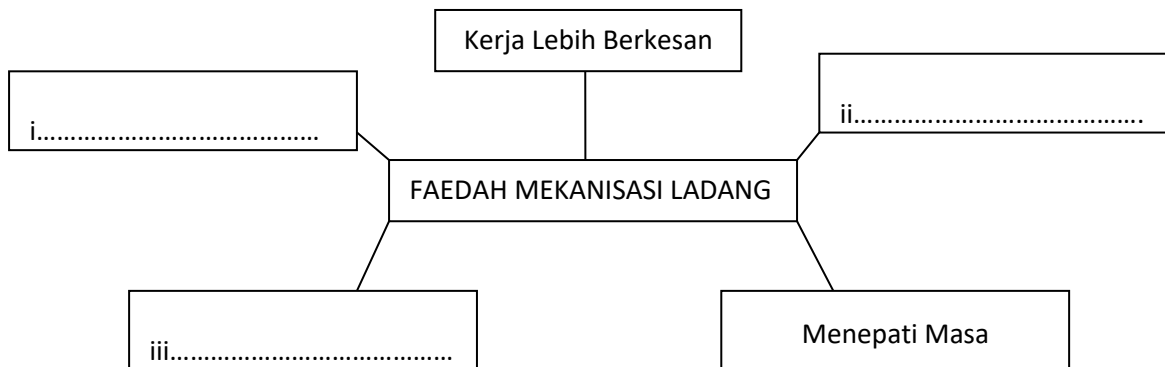 Kerja Lebih Berkesan
i……………………………………
ii…………………………………….
FAEDAH MEKANISASI LADANG
iii……………………………………
Menepati Masa